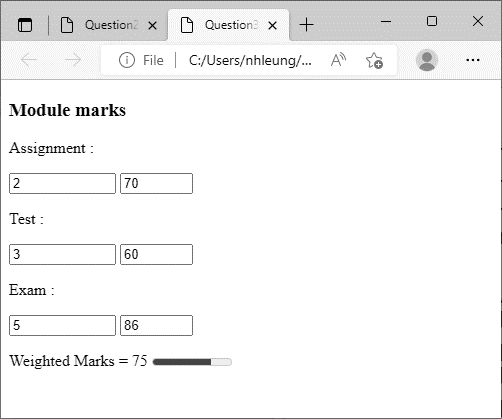 Question2
Question3
File
C:/Users/nhleung/...
Module marks
Assignment :
2 70
Test :
3 60
Exam :
5 86
Weighted Marks = 75